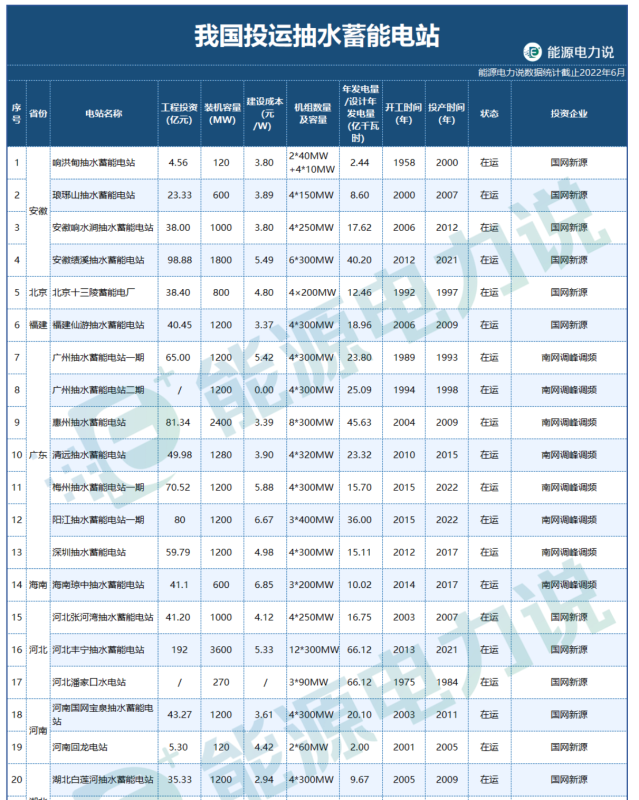 我国投运抽水蓄能电站
能源电力说
能源电力说数据统计截止2022年6月
序号 省份 电站名称 工程投资(亿元) 装机容量(MW) 建设成本(元/W) 机组数量及容量 年发电量/设计年发电量(亿千瓦时) 开工时间(年) 投产时间(年) 状态 投资企业
1 安徽 响洪甸抽水蓄能电站 4.56 120 3.80 2*40MW+4*10MW 2.44 1958 2000 在运 国网新源
2 琅琊山抽水蓄能电站 23.33 600 3.89 4*150MW 8.60 2000 2007 在运 国网新源
3 安徽响水涧抽水蓄能电站 38.00 1000 3.80 4*250MW 17.62 2006 2012 在运 国网新源
4 安徽绩溪抽水蓄能电站 98.88 1800 5.49 6*300MW 40.20 2012 2021 在运 国网新源
5 北京 北京十三陵蓄能电厂 38.40 800 4.80 4×200MW 12.46 1992 1997 在运 国网新源
6 福建 福建仙游抽水蓄能电站 40.45 1200 3.37 4*300MW 18.96 2006 2009 在运 国网新源
7 广东 广州抽水蓄能电站一期 65.00 1200 5.42 4*300MW 23.80 1989 1993 在运 南网调峰调频
8 广州抽水蓄能电站二期 / 1200 0.00 4*300MW 25.09 1994 1998 在运 南网调峰调频
9 惠州抽水蓄能电站 81.34 2400 3.39 8*300MW 45.63 2004 2009 在运 南网调峰调频
10 清远抽水蓄能电站 49.98 1280 3.90 4*320MW 23.32 2010 2015 在运 南网调峰调频
11 梅州抽水蓄能电站一期 70.52 1200 5.88 4*300MW 15.70 2015 2022 在运 南网调峰调频
12 阳江抽水蓄能电站一期 80 1200 6.67 3*400MW 36.00 2015 2022 在运 南网调峰调频
13 深圳抽水蓄能电站 59.79 1200 4.98 4*300MW 15.11 2012 2017 在运 南网调峰调频
14 海南 海南琼中抽水蓄能电站 41.1 600 6.85 3*200MW 10.02 2014 2017 在运 南网调峰调频
15 河北 河北张河湾抽水蓄能电站 41.20 1000 4.12 4*250MW 16.75 2003 2007 在运 国网新源
16 河北丰宁抽水蓄能电站 192 3600 5.33 12*300MW 66.12 2013 2021 在运 国网新源
17 河北潘家口水电站 / 270 / 3*90MW 66.12 1975 1984 在运 国网新源
18 河南 河南国网宝泉抽水蓄能电站 43.27 1200 3.61 4*300MW 20.10 2003 2011 在运 国网新源
19 河南回龙电站 5.30 120 4.42 2*60MW 2.00 2001 2005 在运 国网新源
20 湖北白莲河抽水蓄能电站 35.33 1200 2.94 4*300MW 9.67 2005 2009 在运 国网新源
能源电力说
能源电力说